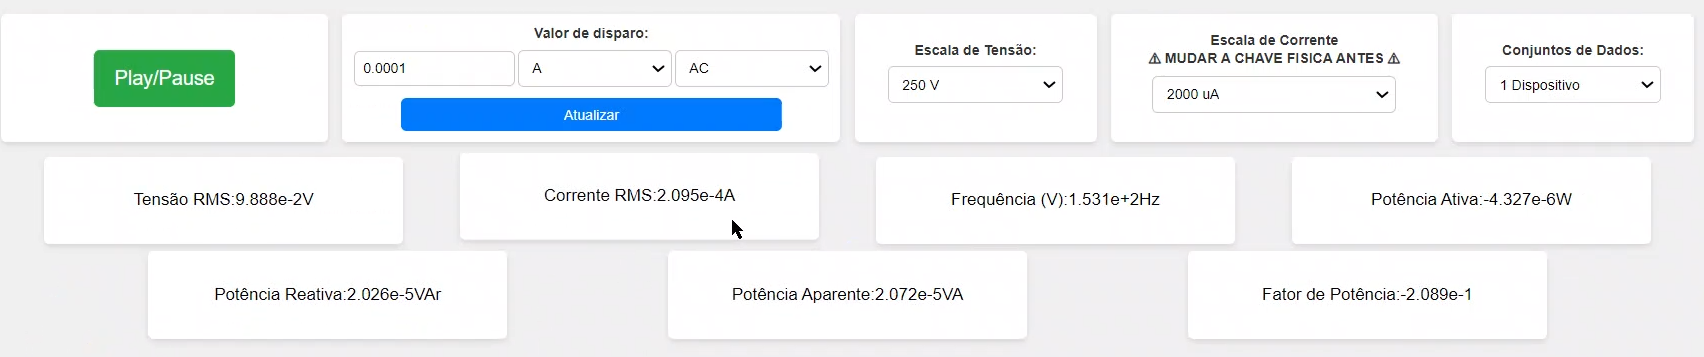 Play/Pause
Valor de disparo:
0.0001
A
AC
Atualizar
Escala de Tensão:
250 V
Escala de Corrente
⚠ MUDAR A CHAVE FISICA ANTES ⚠
2000 uA
Conjuntos de Dados:
1 Dispositivo
Tensão RMS:9.888e-2V
Corrente RMS:2.095e-4A
Frequência (V):1.531e+2Hz
Potência Ativa:-4.327e-6W
Potência Reativa:2.026e-5VAr
Potência Aparente:2.072e-5VA
Fator de Potência:-2.089e-1